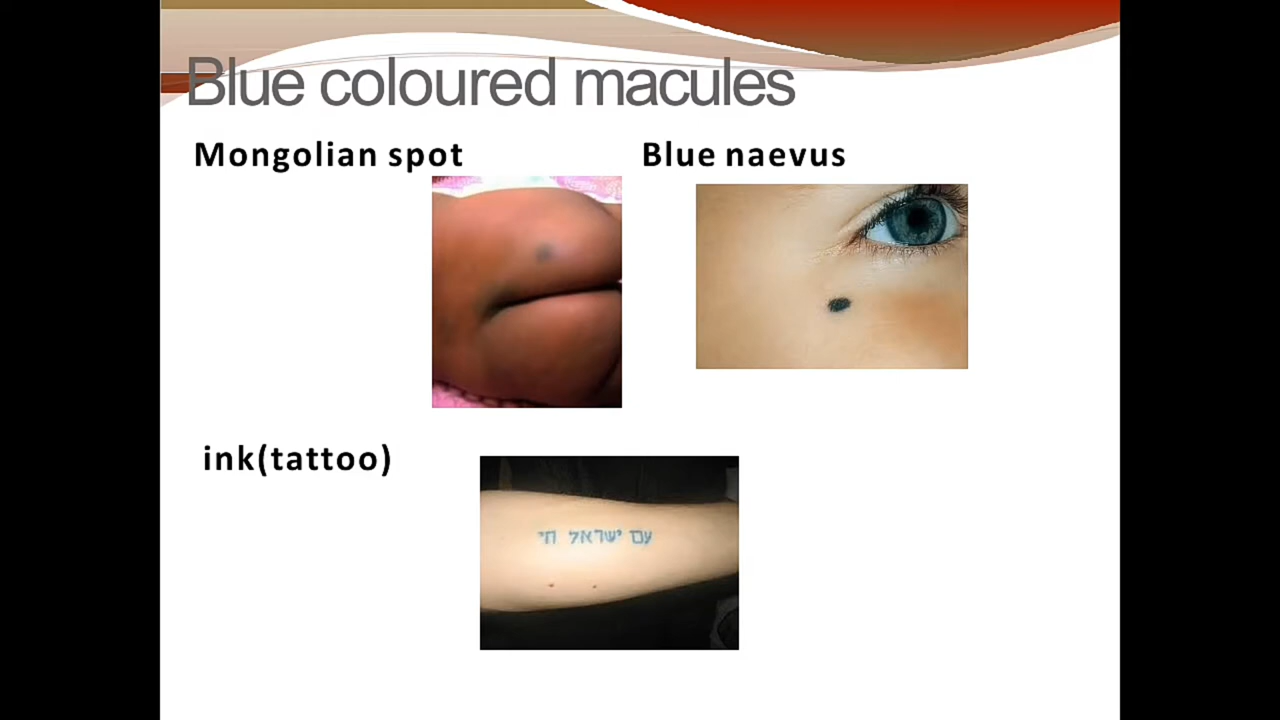 Blue coloured macules
Mongolian spot
Blue naevus
ink(tattoo)
עם ישראל חי